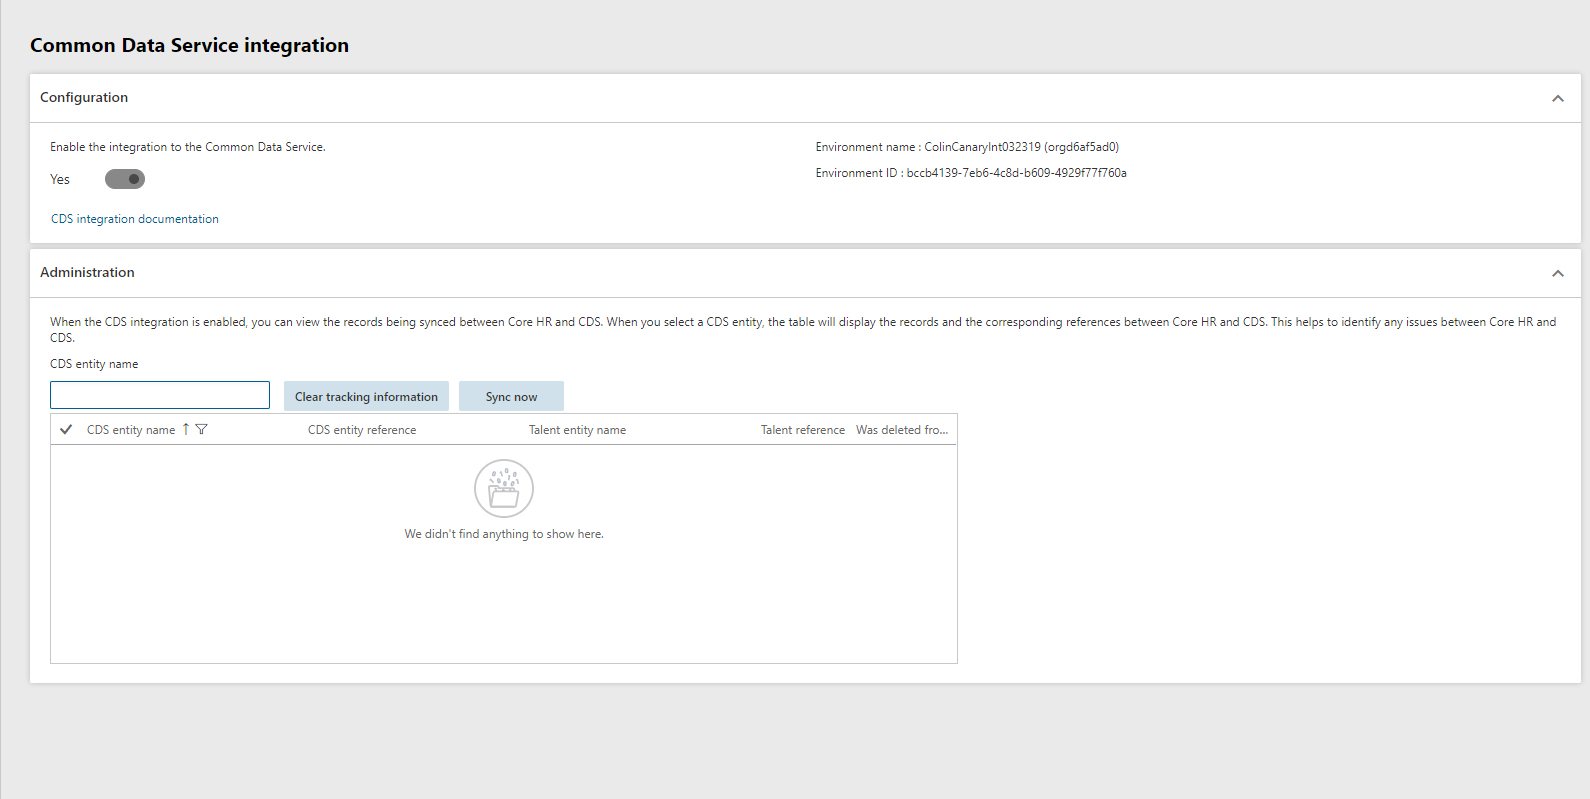 Common Data Service integration
Configuration
Enable the integration to the Common Data Service.
Yes
CDS integration documentation
Environment name : ColinCanaryInt032319 (orgd6af5ad0)
Environment ID : bccb4139-7eb6-4c8d-b609-4929f77f760a
Administration
When the CDS integration is enabled, you can view the records being synced between Core HR and CDS. When you select a CDS entity, the table will display the records and the corresponding references between Core HR and CDS. This helps to identify any issues between Core HR and
CDS.
CDS entity name
Clear tracking information Sync now
CDS entity name CDS entity reference Talent entity name Talent reference Was deleted fro...
We didn't find anything to show here.